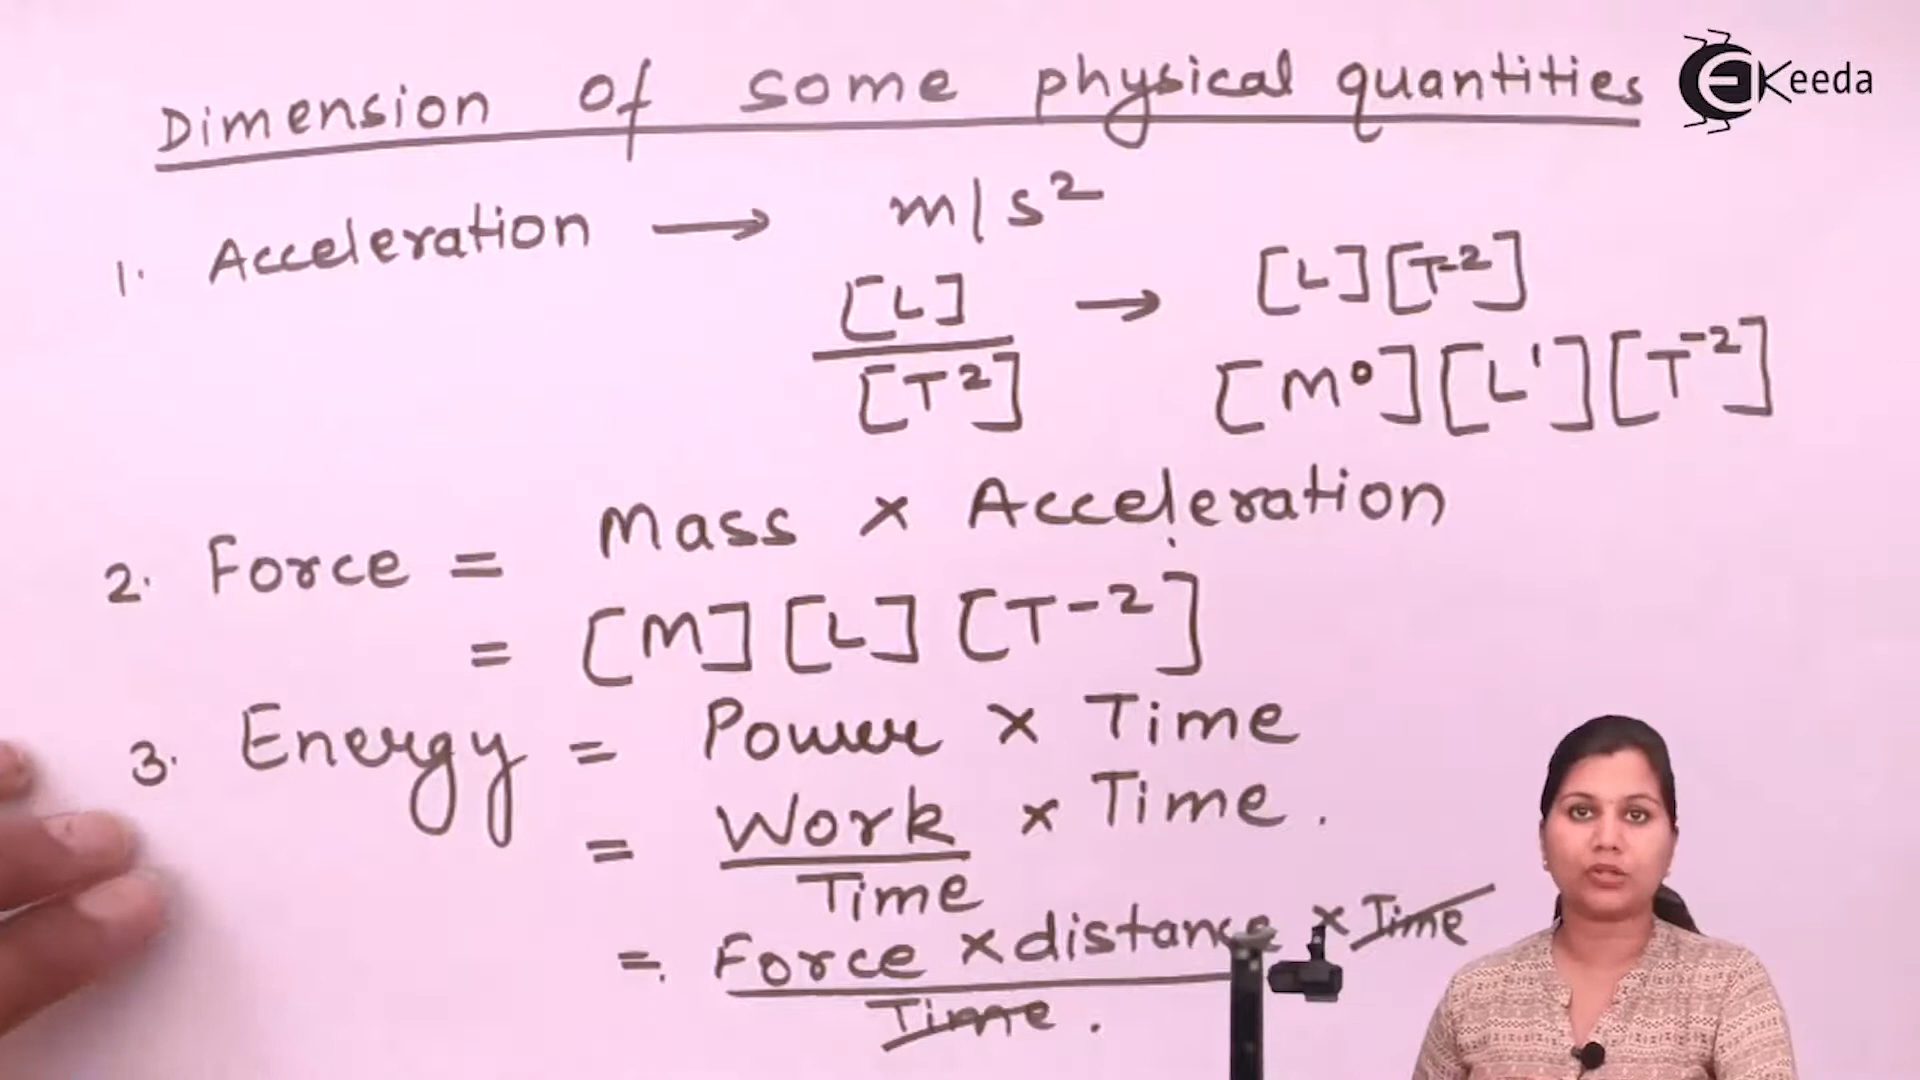 Dimension of some physical quantities
EKeeda
1. Acceleration → m/s²
[L] → [L][T-2]
[T²] [M⁰][L¹][T⁻²]
2. Force = Mass × Acceleration
= [M][L][T-2]
3. Energy = Power × Time
= Work × Time.
Time
= Force × distance × Time
Time.